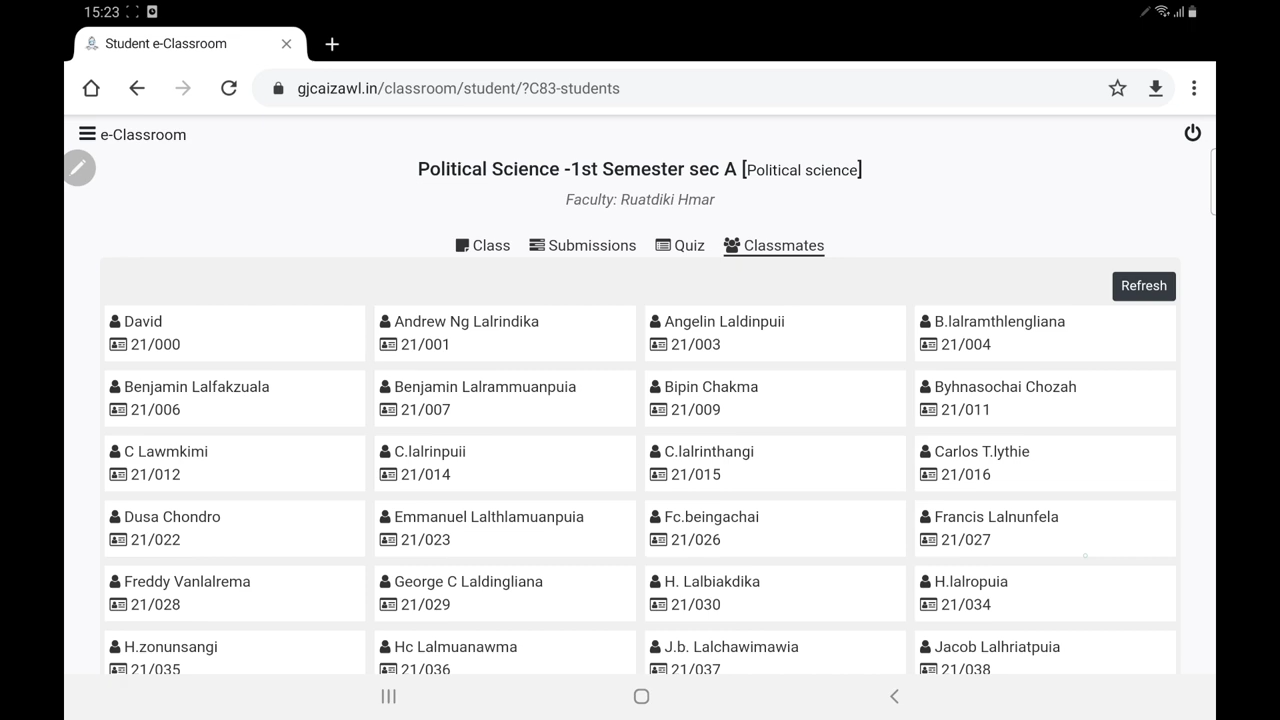 15:23
Student e-Classroom
gjcaizawl.in/classroom/student/?C83-students
e-Classroom
Political Science -1st Semester sec A [Political science]
Faculty: Ruatdiki Hmar
Class Submissions Quiz Classmates
Refresh
David Andrew Ng Lalrindika Angelin Laldinpuii B.lalramthlengliana
21/000 21/001 21/003 21/004
Benjamin Lalfakzuala Benjamin Lalrammuanpuia Bipin Chakma Byhnasochai Chozah
21/006 21/007 21/009 21/011
C Lawmkimi C.lalrinpuii C.lalrinthangi Carlos T.lythie
21/012 21/014 21/015 21/016
Dusa Chondro Emmanuel Lalthlamuanpuia Fc.beingachai Francis Lalnunfela
21/022 21/023 21/026 21/027
Freddy Vanlalrema George C Laldingliana H. Lalbiakdika H.lalropuia
21/028 21/029 21/030 21/034
H.zonunsangi Hc Lalmuanawma J.b. Lalchawimawia Jacob Lalhriatpuia
21/035 21/036 21/037 21/038